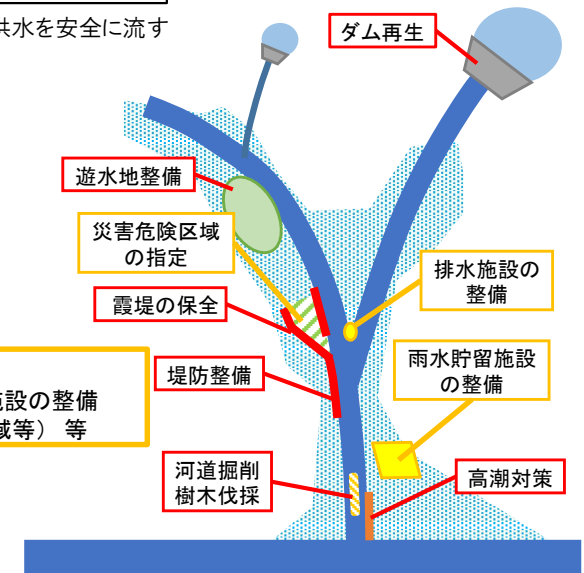 洪水を安全に流す
ダム再生
遊水地整備
災害危険区域
の指定
排水施設の
整備
霞堤の保全
雨水貯留施設
の整備
堤防整備
施設の整備
域等） 等
河道掘削
樹木伐採
高潮対策